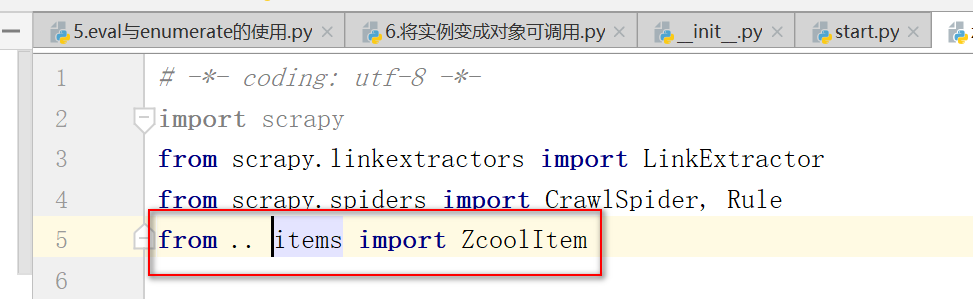 5.eval与enumerate的使用.py × 6.将实例变成对象可调用.py × __init__.py × start.py ×
1 # -*- coding: utf-8 -*-
2 import scrapy
3 from scrapy.linkextractors import LinkExtractor
4 from scrapy.spiders import CrawlSpider, Rule
5 from .. items import ZcoolItem
6